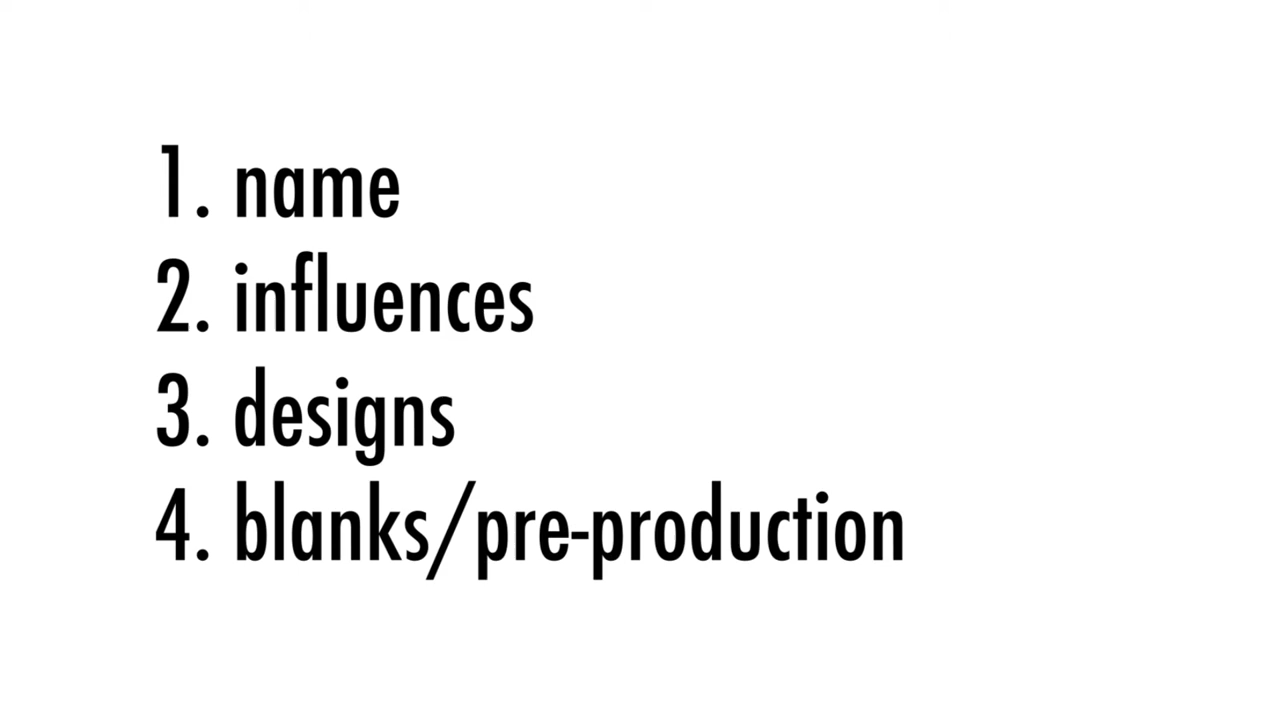 1. name
2. influences
3. designs
4. blanks/pre-production